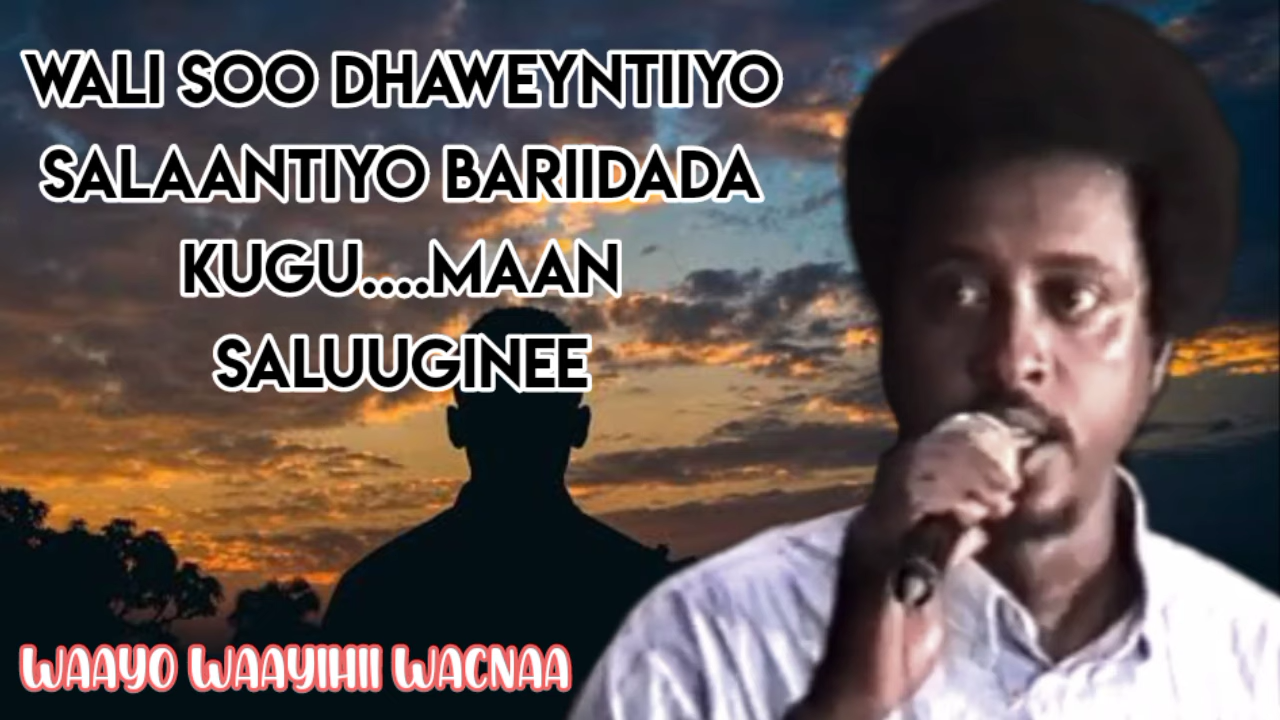 WALI SOO DHAWEYNTIIYO
SALAANTIYO BARIIDADA
KUGU....MAAN
SALUUGINEE
WAAYO WAAYIHII WACNAA